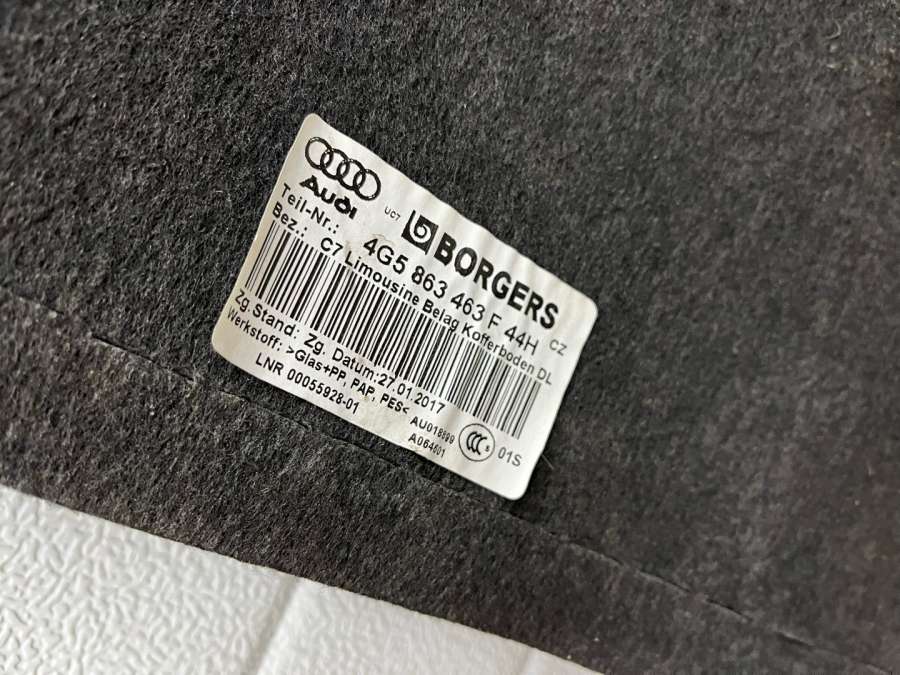 Audi UC7 BORGERS
Teil-Nr.: 4G5 863 463 F 44H CZ
Bez.: C7 Limousine Belag Kofferboden DL
Zg.Stand: Zg. Datum:27.01.2017
Werkstoff: >Glas+PP, PAP, PES<
LNR 00055928-01
AU018899
A064601
CCC S 01S